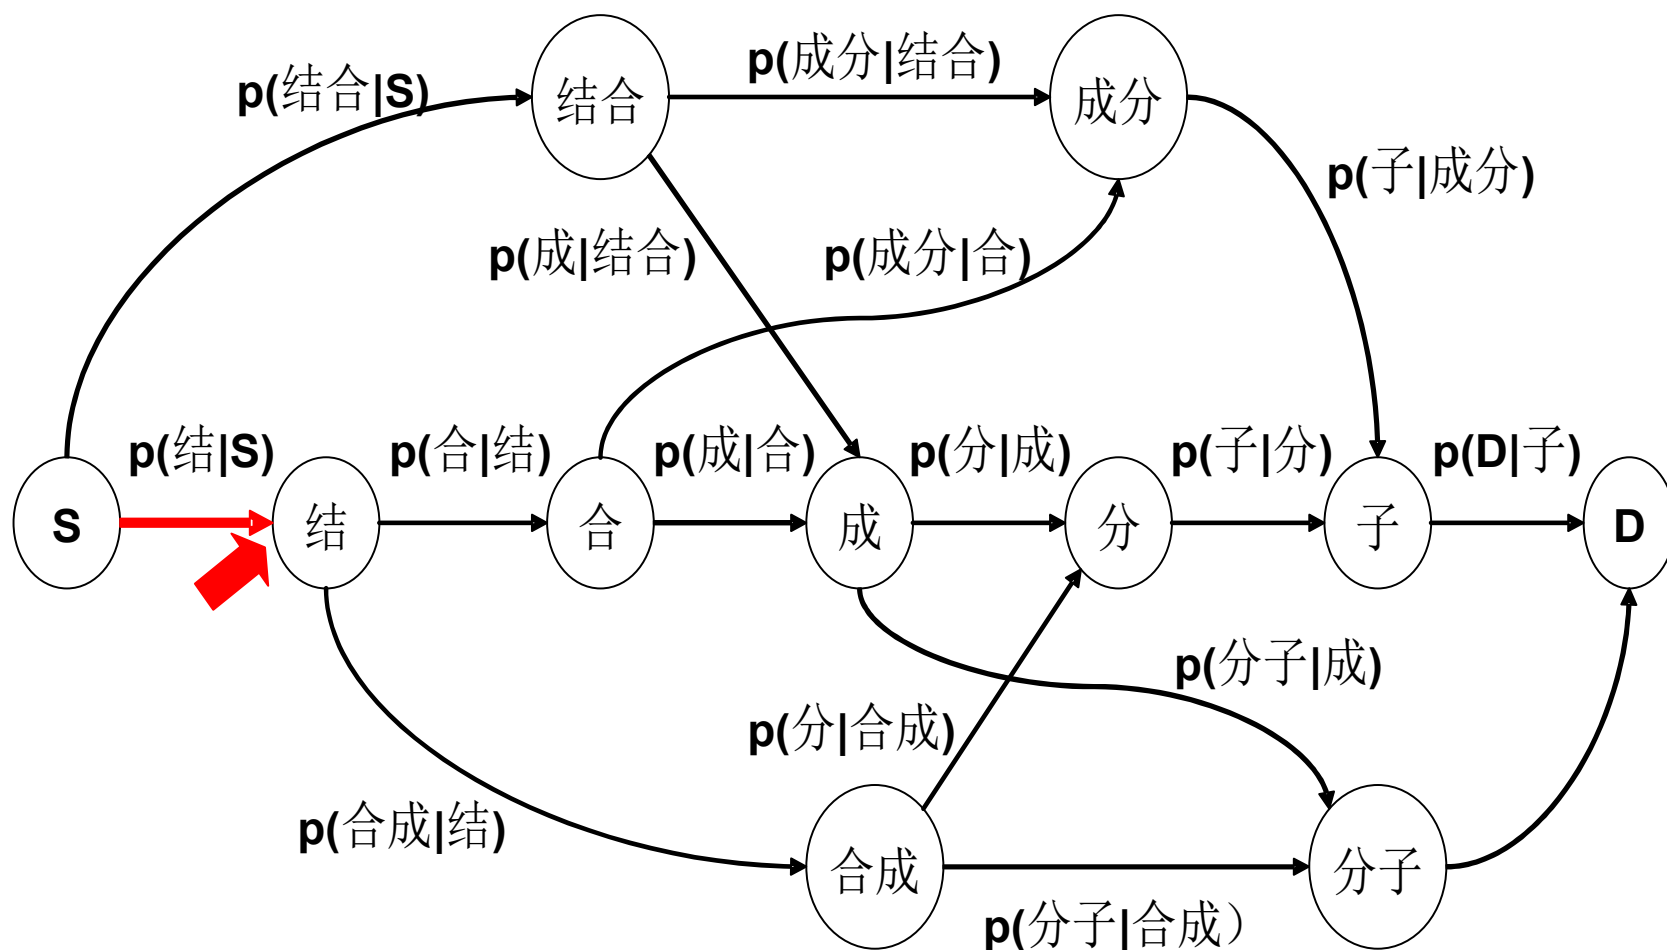 p(成分|结合)
p(结合|S)
结合
成分
p(子|成分)
p(成|结合)
p(成分|合)
p(结|S)
p(合|结)
p(成|合)
p(分|成)
p(子|分)
p(D|子)
S
结
合
成
分
子
D
p(分子|成)
p(分|合成)
p(合成|结)
合成
分子
p(分子|合成）